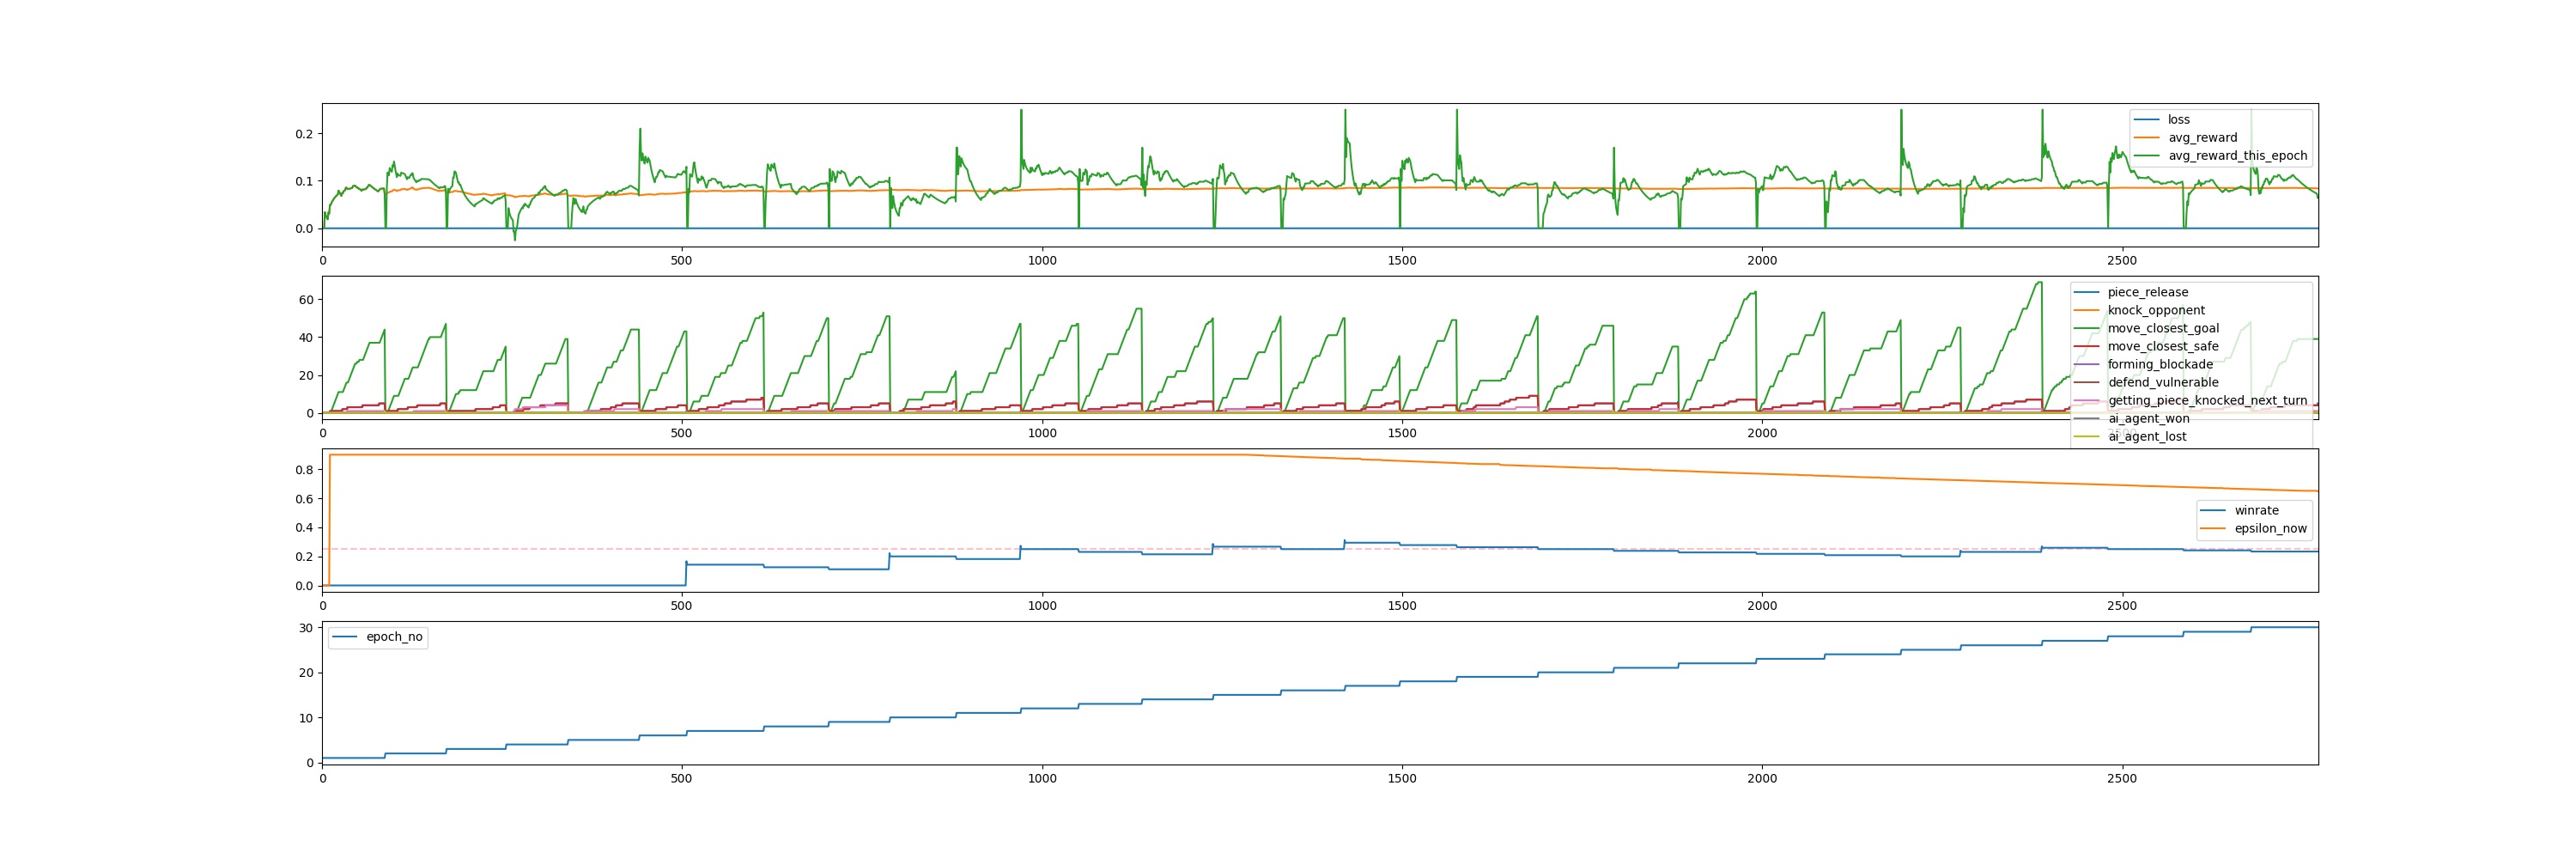 0.2
0.1
0.0
loss
avg_reward
avg_reward_this_epoch
0 500 1000 1500 2000 2500
60
40
20
0
piece_release
knock_opponent
move_closest_goal
move_closest_safe
forming_blockade
defend_vulnerable
getting_piece_knocked_next_turn
ai_agent_won
ai_agent_lost
0 500 1000 1500 2000 2500
0.8
0.6
0.4
0.2
0.0
winrate
epsilon_now
0 500 1000 1500 2000 2500
30
20
10
0
epoch_no
0 500 1000 1500 2000 2500